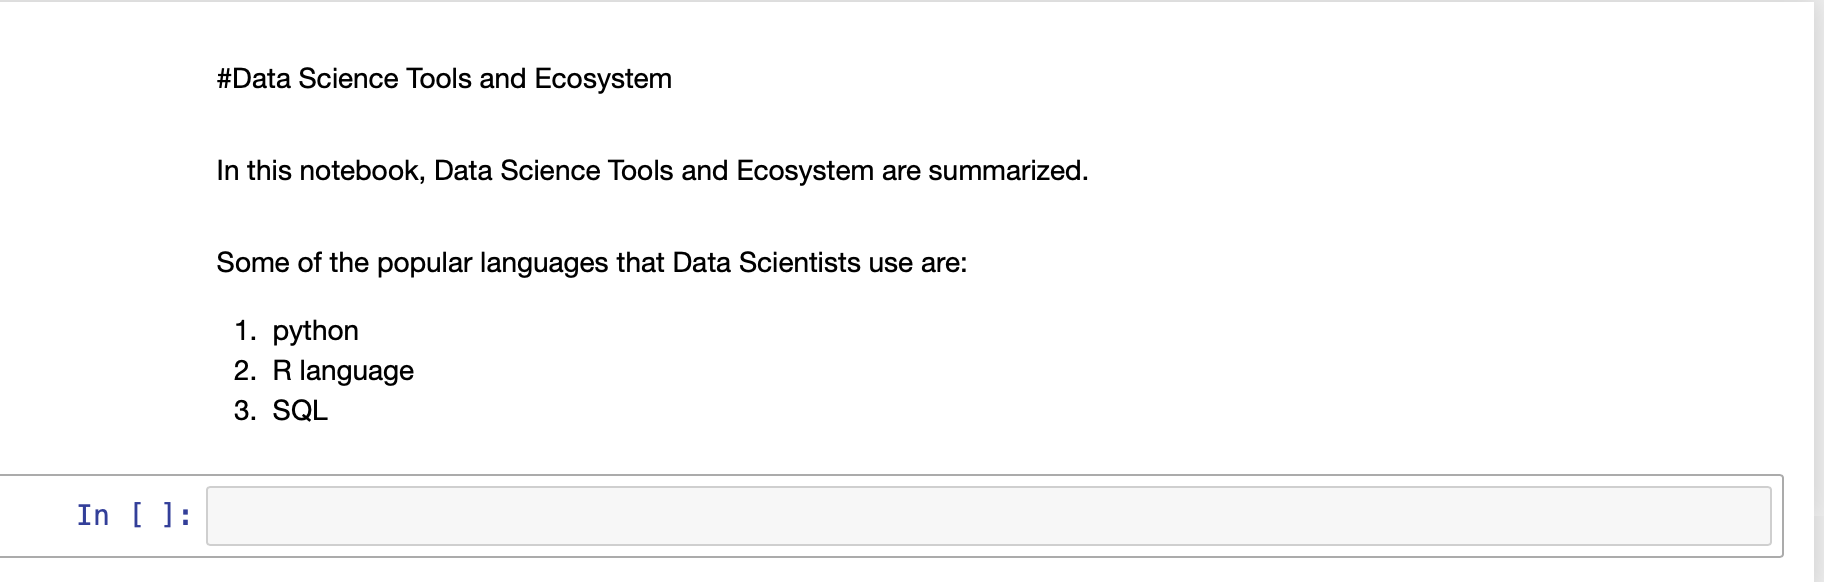 #Data Science Tools and Ecosystem
In this notebook, Data Science Tools and Ecosystem are summarized.
Some of the popular languages that Data Scientists use are:
1. python
2. R language
3. SQL
In [ ]: